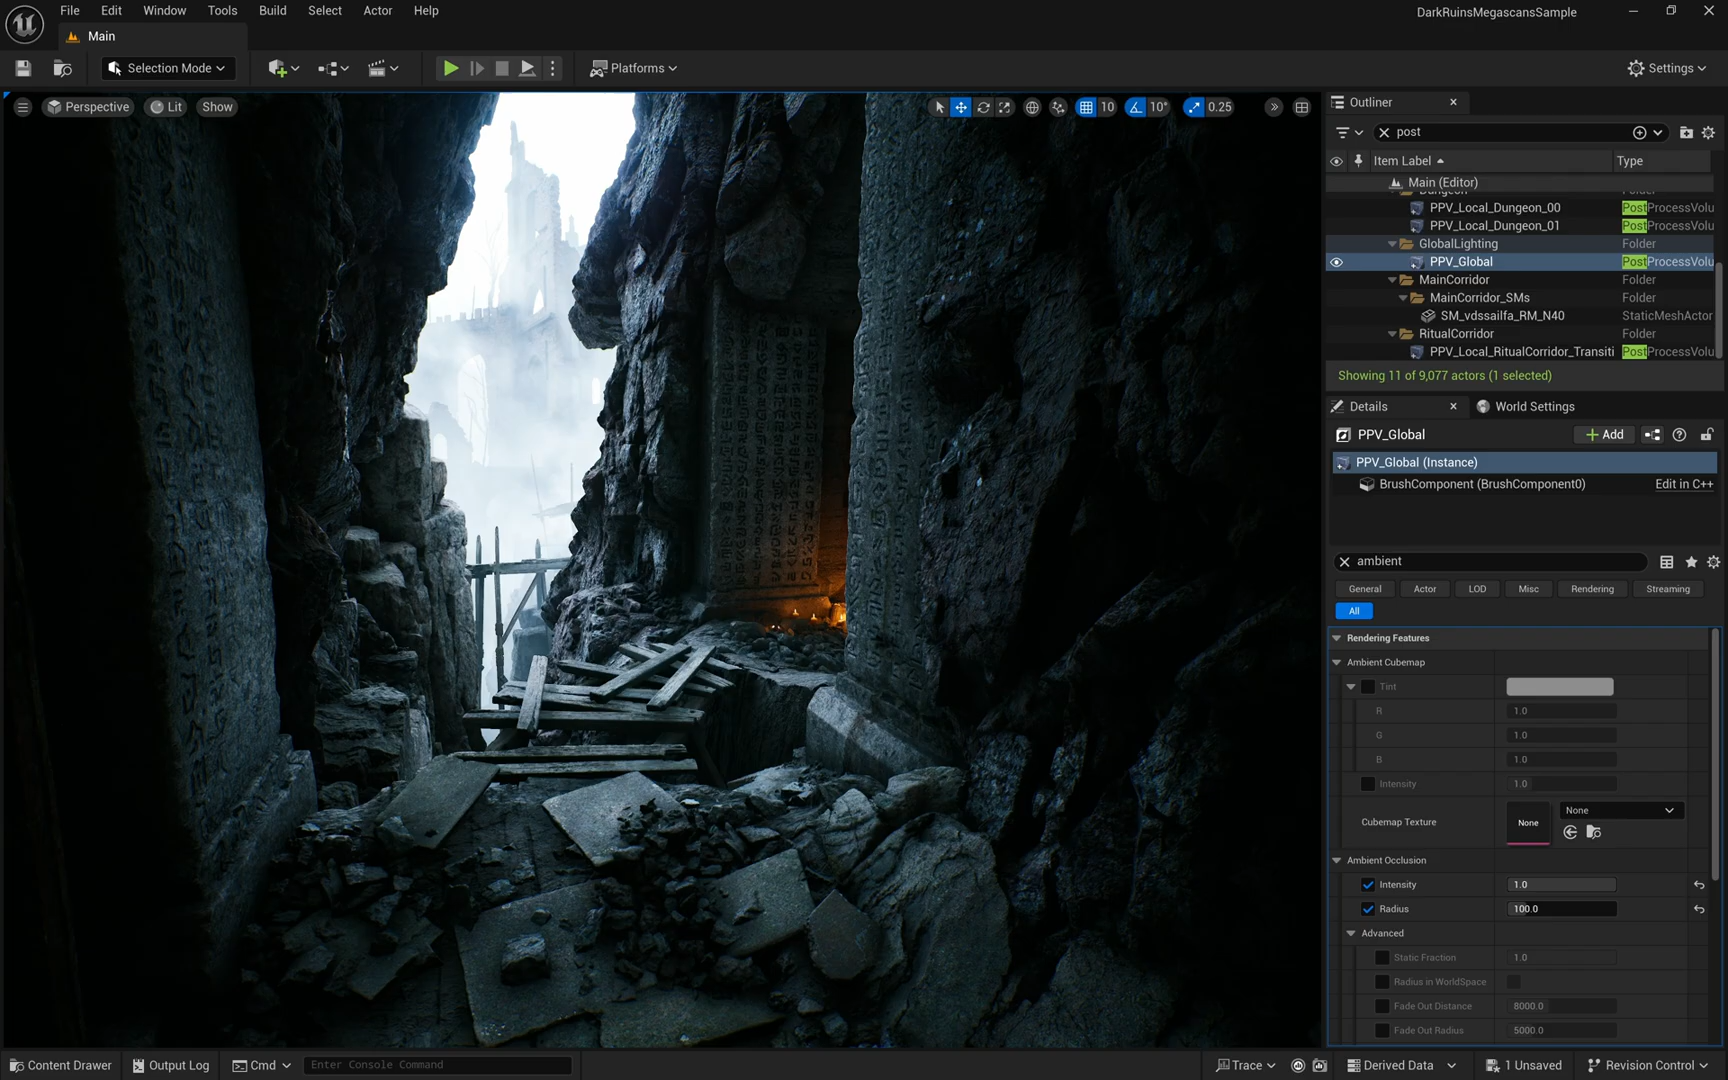 File Edit Window Tools Build Select Actor Help
DarkRuinsMegascansSample
Main
Selection Mode
Platforms
Settings
Perspective Lit Show
10 10° 0.25
Outliner
post
Item Label Type
Main (Editor)
Dungeon Folder
PPV_Local_Dungeon_00 PostProcessVolu
PPV_Local_Dungeon_01 PostProcessVolu
GlobalLighting Folder
PPV_Global PostProcessVolu
MainCorridor Folder
MainCorridor_SMs Folder
SM_vdssailfa_RM_N40 StaticMeshActor
RitualCorridor Folder
PPV_Local_RitualCorridor_Transiti PostProcessVolu
Showing 11 of 9,077 actors (1 selected)
Details World Settings
PPV_Global Add
PPV_Global (Instance)
BrushComponent (BrushComponent0) Edit in C++
ambient
General Actor LOD Misc Rendering Streaming
All
Rendering Features
Ambient Cubemap
Tint
R 1.0
G 1.0
B 1.0
Intensity 1.0
Cubemap Texture None None
Ambient Occlusion
Intensity 1.0
Radius 100.0
Advanced
Static Fraction 1.0
Radius in WorldSpace
Fade Out Distance 8000.0
Fade Out Radius 5000.0
Content Drawer Output Log Cmd Enter Console Command Trace Derived Data 1 Unsaved Revision Control